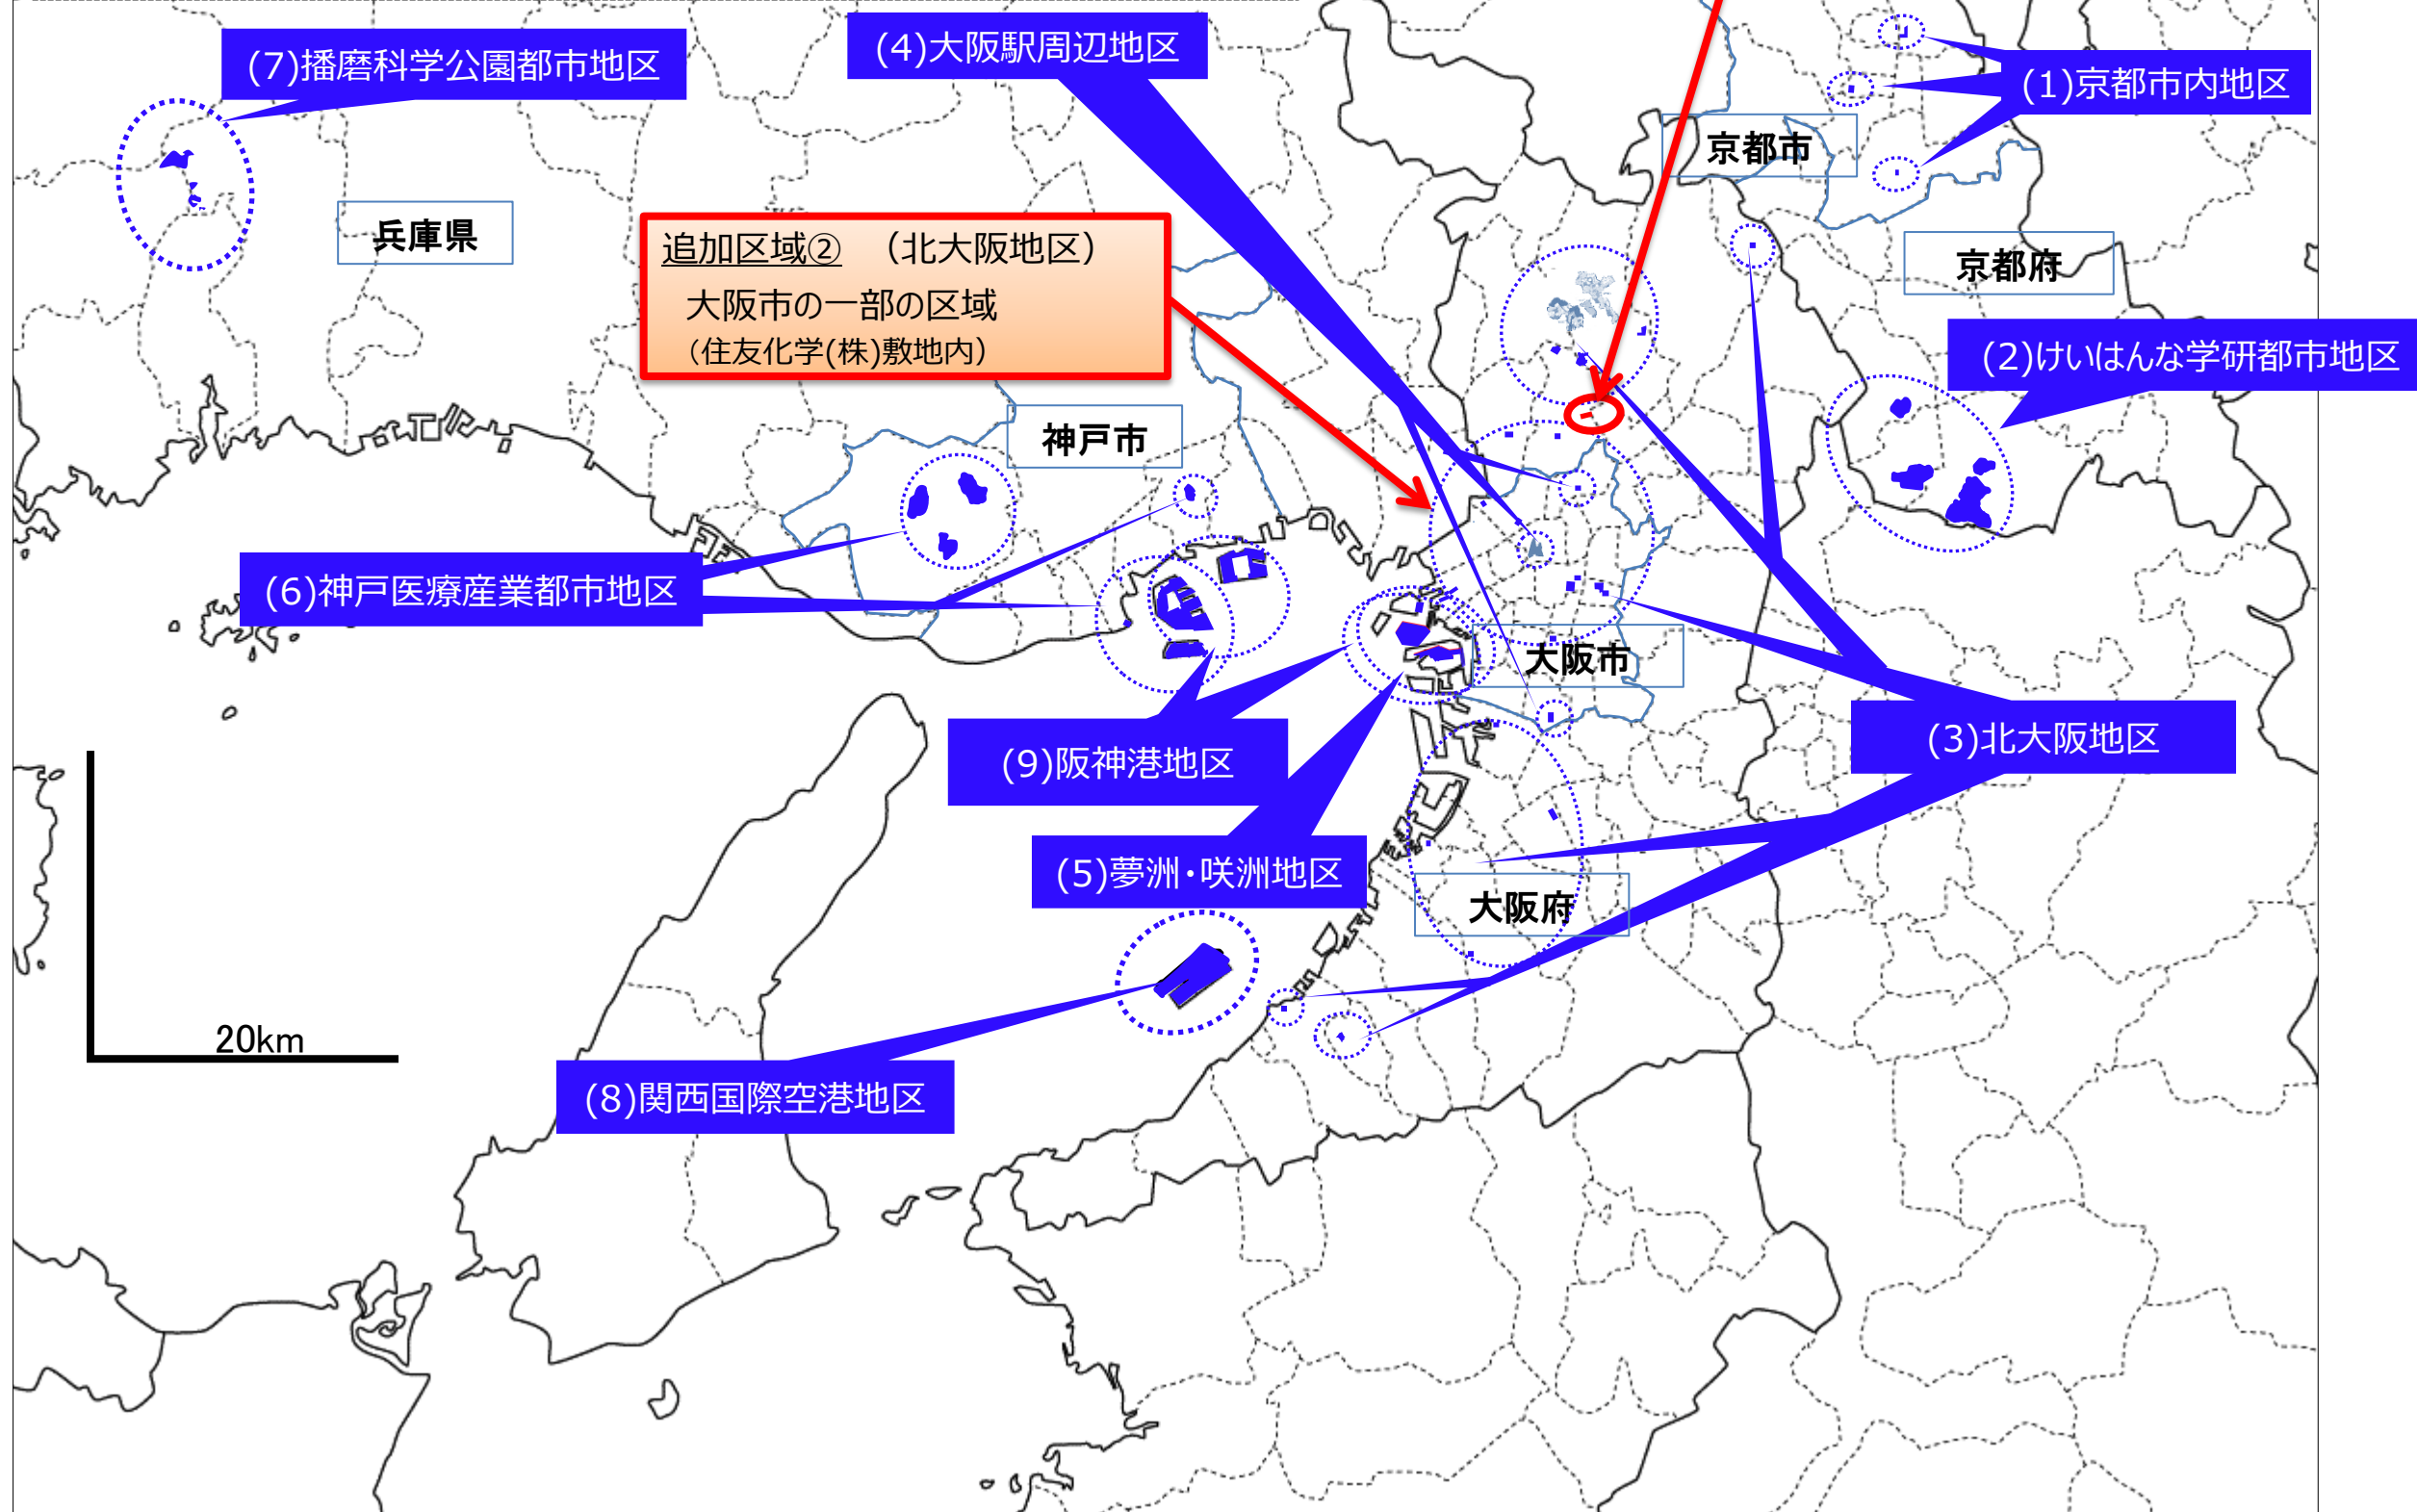 (7)播磨科学公園都市地区
(4)大阪駅周辺地区
(1)京都市内地区
京都市
兵庫県
追加区域② （北大阪地区）
大阪市の一部の区域
（住友化学(株)敷地内）
京都府
(2)けいはんな学研都市地区
神戸市
(6)神戸医療産業都市地区
大阪市
(9)阪神港地区
(3)北大阪地区
(5)夢洲・咲洲地区
大阪府
20km
(8)関西国際空港地区